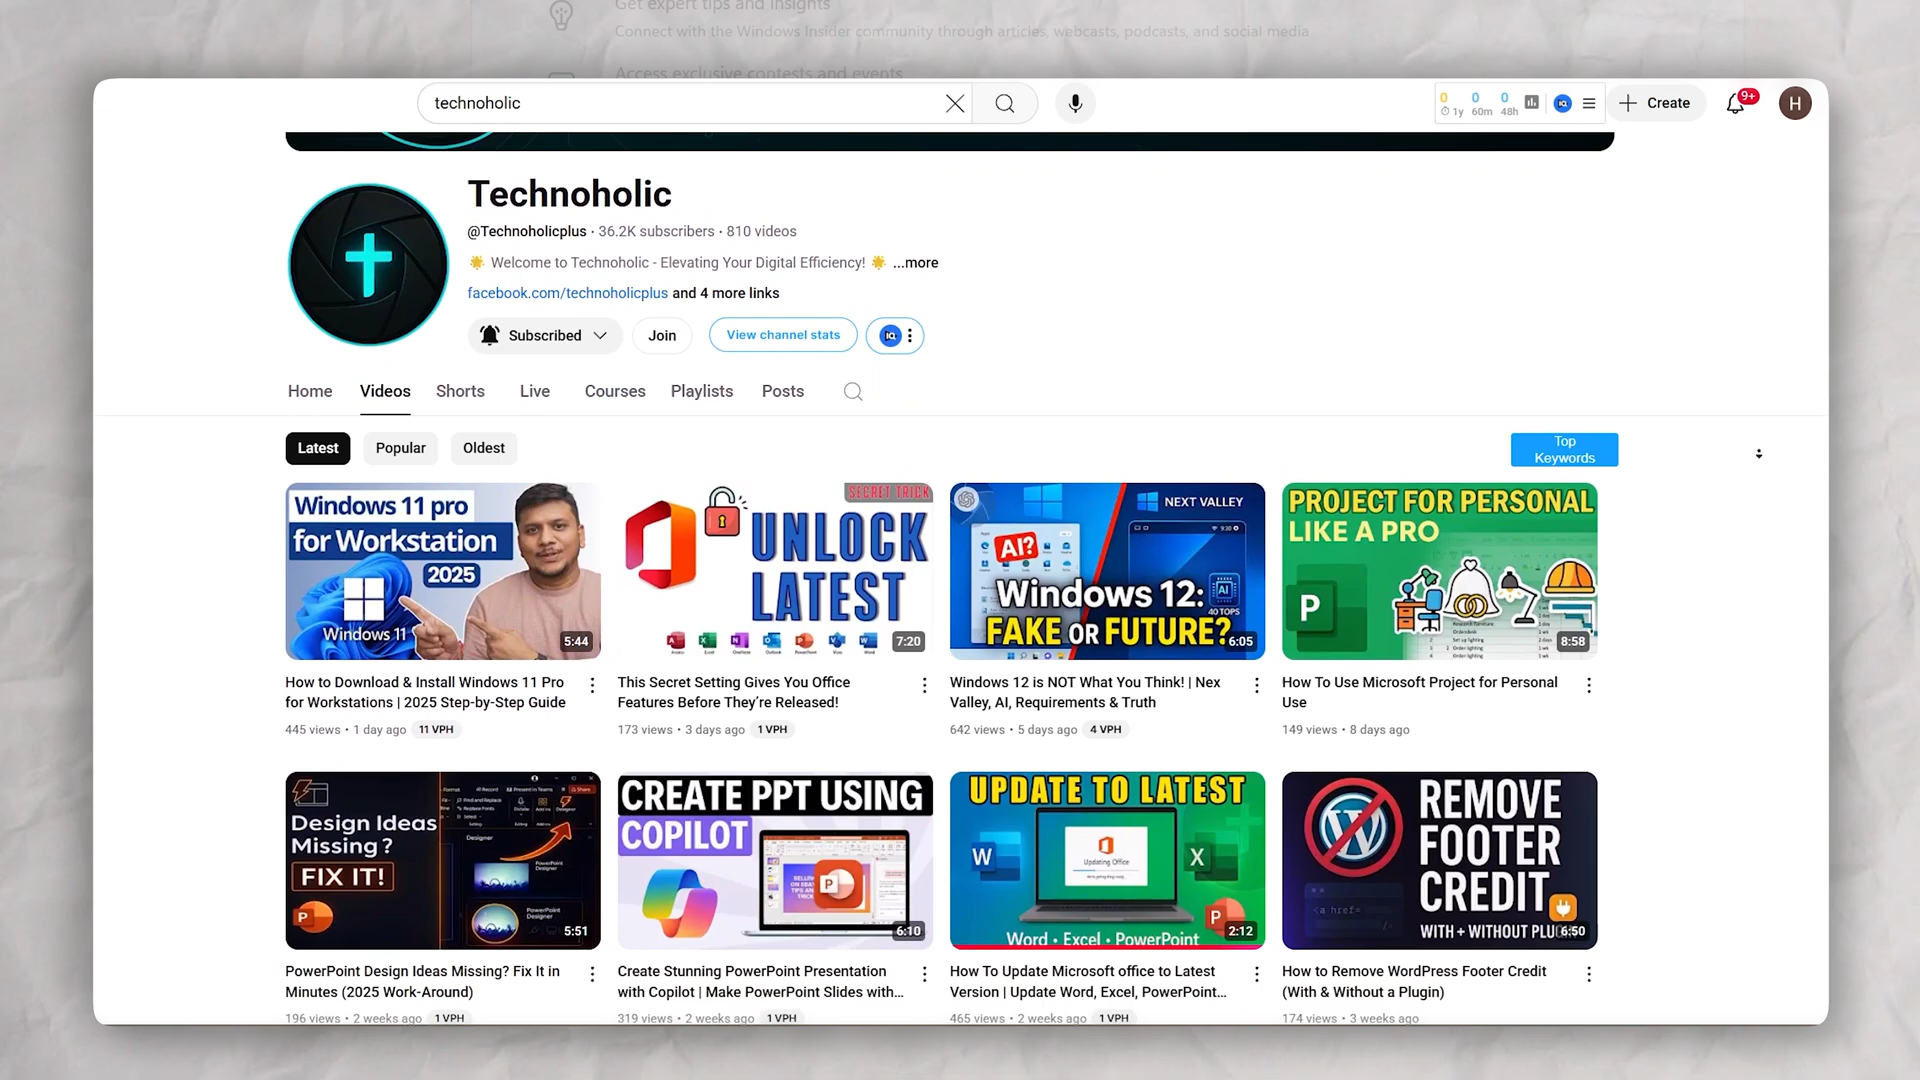 Get expert tips and insights
Connect with the Windows Insider community through articles, webcasts, podcasts, and social media
Access exclusive contests and events
technoholic
0 0 0
1y 60m 48h
Create
9+
H
Technoholic
@Technoholicplus · 36.2K subscribers · 810 videos
Welcome to Technoholic - Elevating Your Digital Efficiency! ...more
facebook.com/technoholicplus and 4 more links
Subscribed
Join
View channel stats
Home Videos Shorts Live Courses Playlists Posts
Latest Popular Oldest
Top
Keywords
Windows 11 pro
for Workstation
2025
Windows 11
5:44
SECRET TRICK
UNLOCK
LATEST
7:20
NEXT VALLEY
AI?
AI
40 TOPS
Windows 12:
FAKE OR FUTURE?
6:05
PROJECT FOR PERSONAL
LIKE A PRO
P
8:58
How to Download & Install Windows 11 Pro
for Workstations | 2025 Step-by-Step Guide
445 views • 1 day ago 11 VPH
This Secret Setting Gives You Office
Features Before They’re Released!
173 views • 3 days ago 1 VPH
Windows 12 is NOT What You Think! | Nex
Valley, AI, Requirements & Truth
642 views • 5 days ago 4 VPH
How To Use Microsoft Project for Personal
Use
149 views • 8 days ago
Design Ideas
Missing?
FIX IT!
P
Designer
5:51
CREATE PPT USING
COPILOT
P
6:10
UPDATE TO LATEST
W
Updating Office
X
P
Word • Excel • PowerPoint
2:12
REMOVE
FOOTER
CREDIT
<a href=
WITH + WITHOUT PLU
6:50
PowerPoint Design Ideas Missing? Fix It in
Minutes (2025 Work-Around)
196 views • 2 weeks ago 1 VPH
Create Stunning PowerPoint Presentation
with Copilot | Make PowerPoint Slides with...
319 views • 2 weeks ago 1 VPH
How To Update Microsoft office to Latest
Version | Update Word, Excel, PowerPoint...
465 views • 2 weeks ago 1 VPH
How to Remove WordPress Footer Credit
(With & Without a Plugin)
174 views • 3 weeks ago